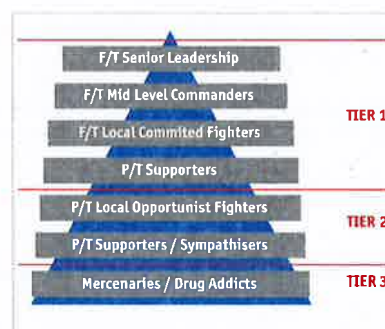 F/T Senior Leadership
F/T Mid Level Commanders
F/T Local Commited Fighters
TIER 1
P/T Supporters
P/T Local Opportunist Fighters
TIER 2
P/T Supporters / Sympathisers
Mercenaries / Drug Addicts
TIER 3